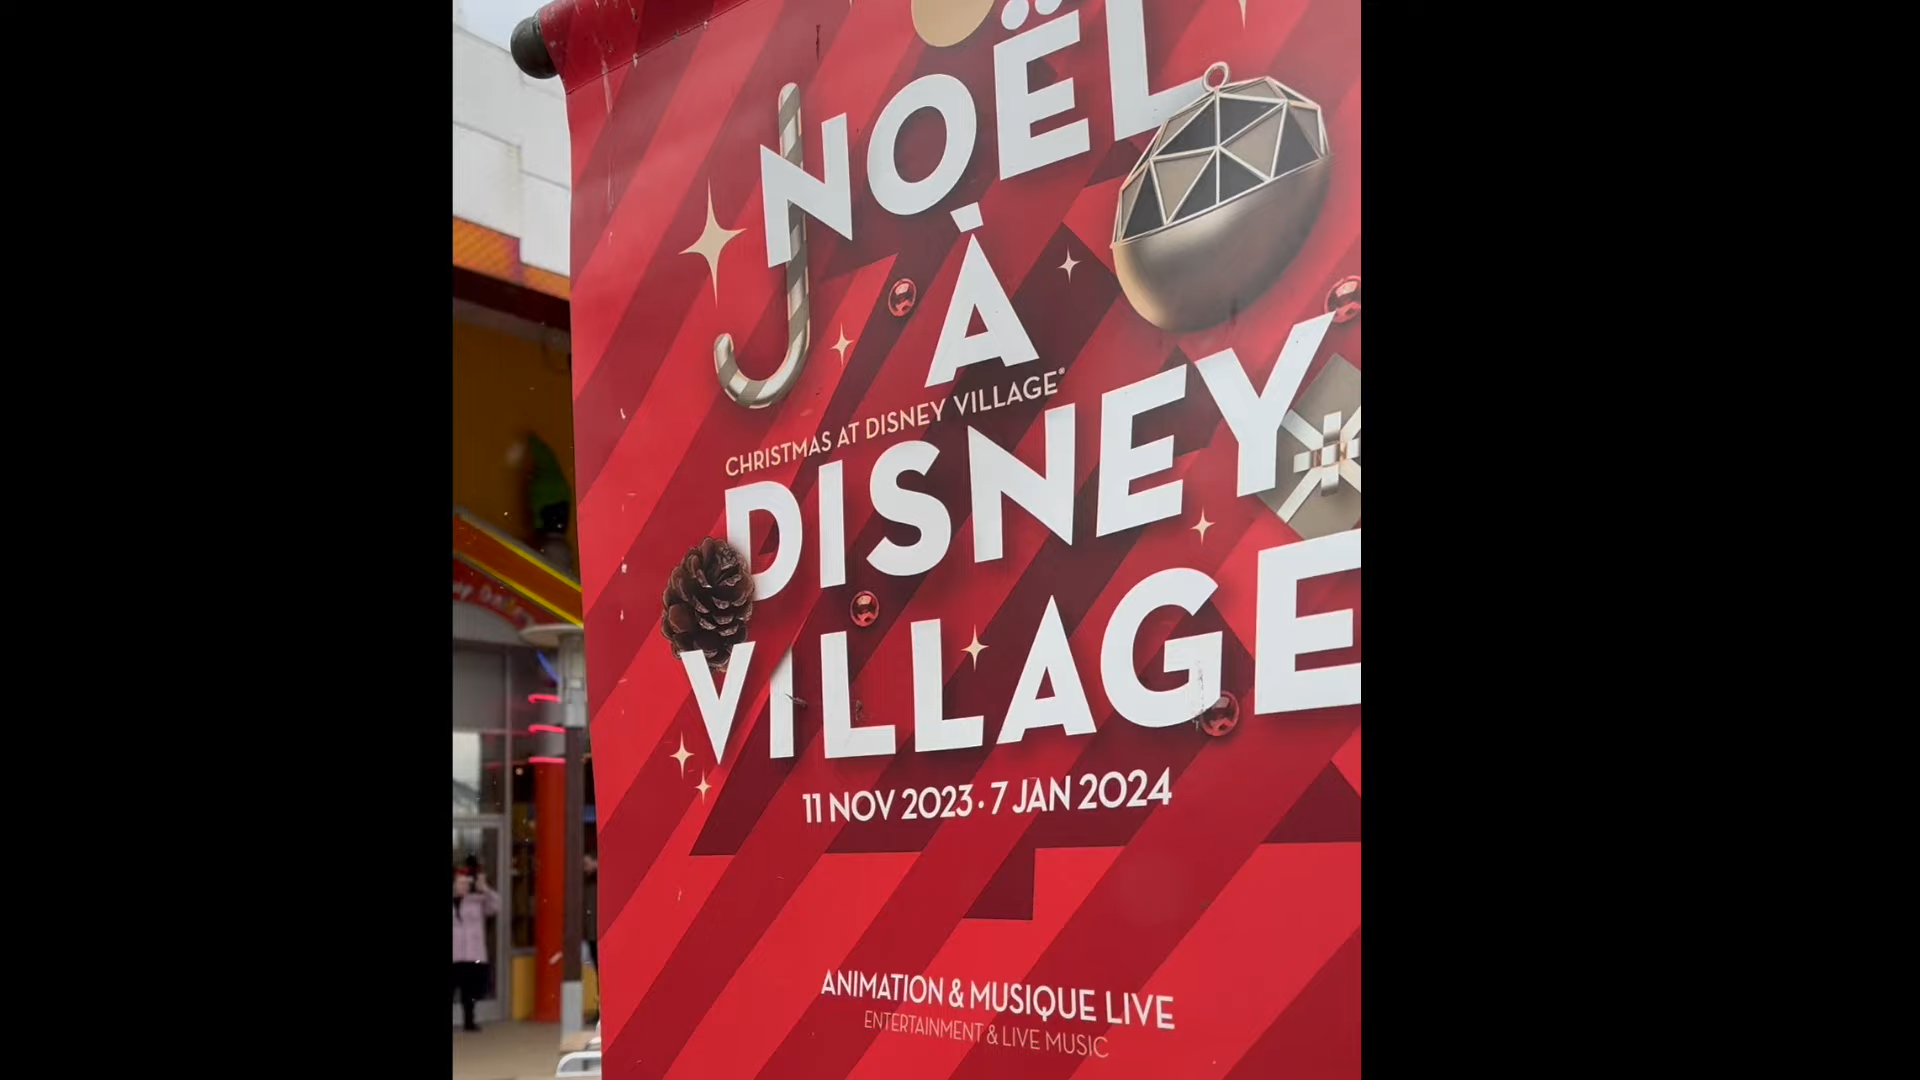 NOËL
À
CHRISTMAS AT DISNEY VILLAGE®
DISNEY
VILLAGE
11 NOV 2023 · 7 JAN 2024
ANIMATION & MUSIQUE LIVE
ENTERTAINMENT & LIVE MUSIC